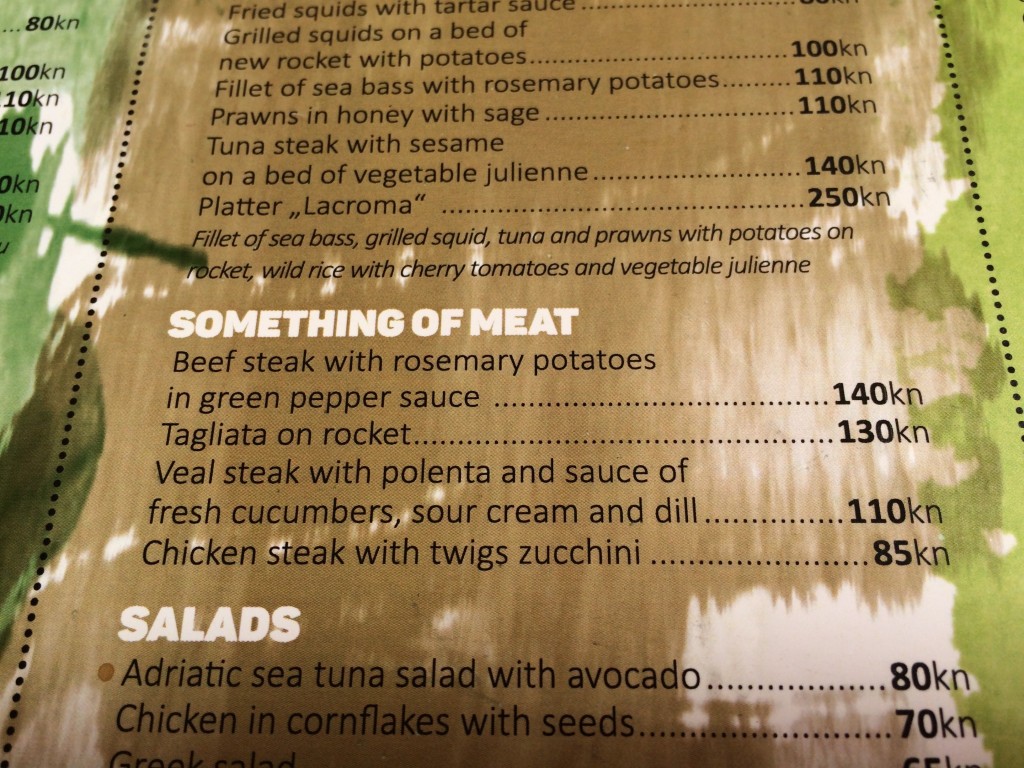 ...80kn
100kn
10kn
10kn
0kn
kn
Fried squids with tartar sauce ..............................
Grilled squids on a bed of
new rocket with potatoes..............................100kn
Fillet of sea bass with rosemary potatoes.........110kn
Prawns in honey with sage ..............................110kn
Tuna steak with sesame
on a bed of vegetable julienne.........................140kn
Platter „Lacroma“ ...........................................250kn
Fillet of sea bass, grilled squid, tuna and prawns with potatoes on
rocket, wild rice with cherry tomatoes and vegetable julienne
SOMETHING OF MEAT
Beef steak with rosemary potatoes
in green pepper sauce .......................................140kn
Tagliata on rocket................................................130kn
Veal steak with polenta and sauce of
fresh cucumbers, sour cream and dill...............110kn
Chicken steak with twigs zucchini .......................85kn
SALADS
Adriatic sea tuna salad with avocado..................80kn
Chicken in cornflakes with seeds.........................70kn
Greek salad 65kn